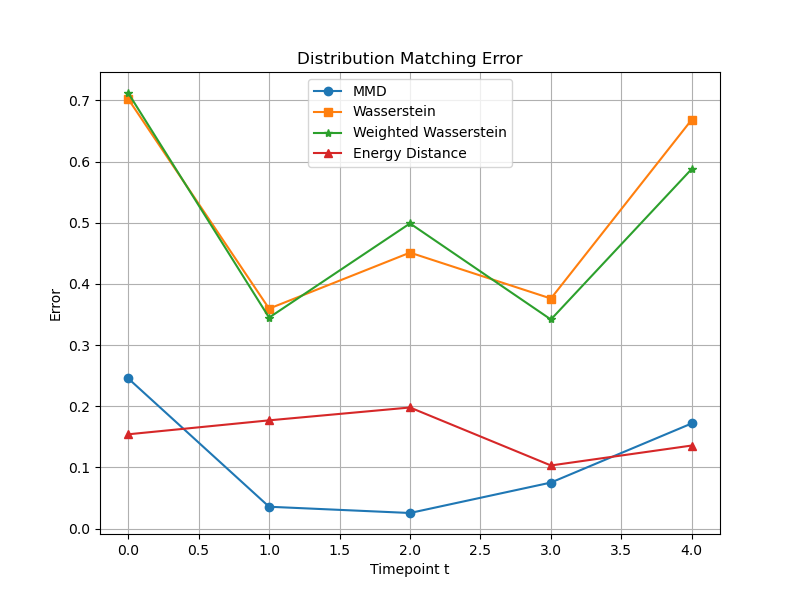 Distribution Matching Error
MMD
Wasserstein
Weighted Wasserstein
Energy Distance
Error
0.7
0.6
0.5
0.4
0.3
0.2
0.1
0.0
0.0 0.5 1.0 1.5 2.0 2.5 3.0 3.5 4.0
Timepoint t